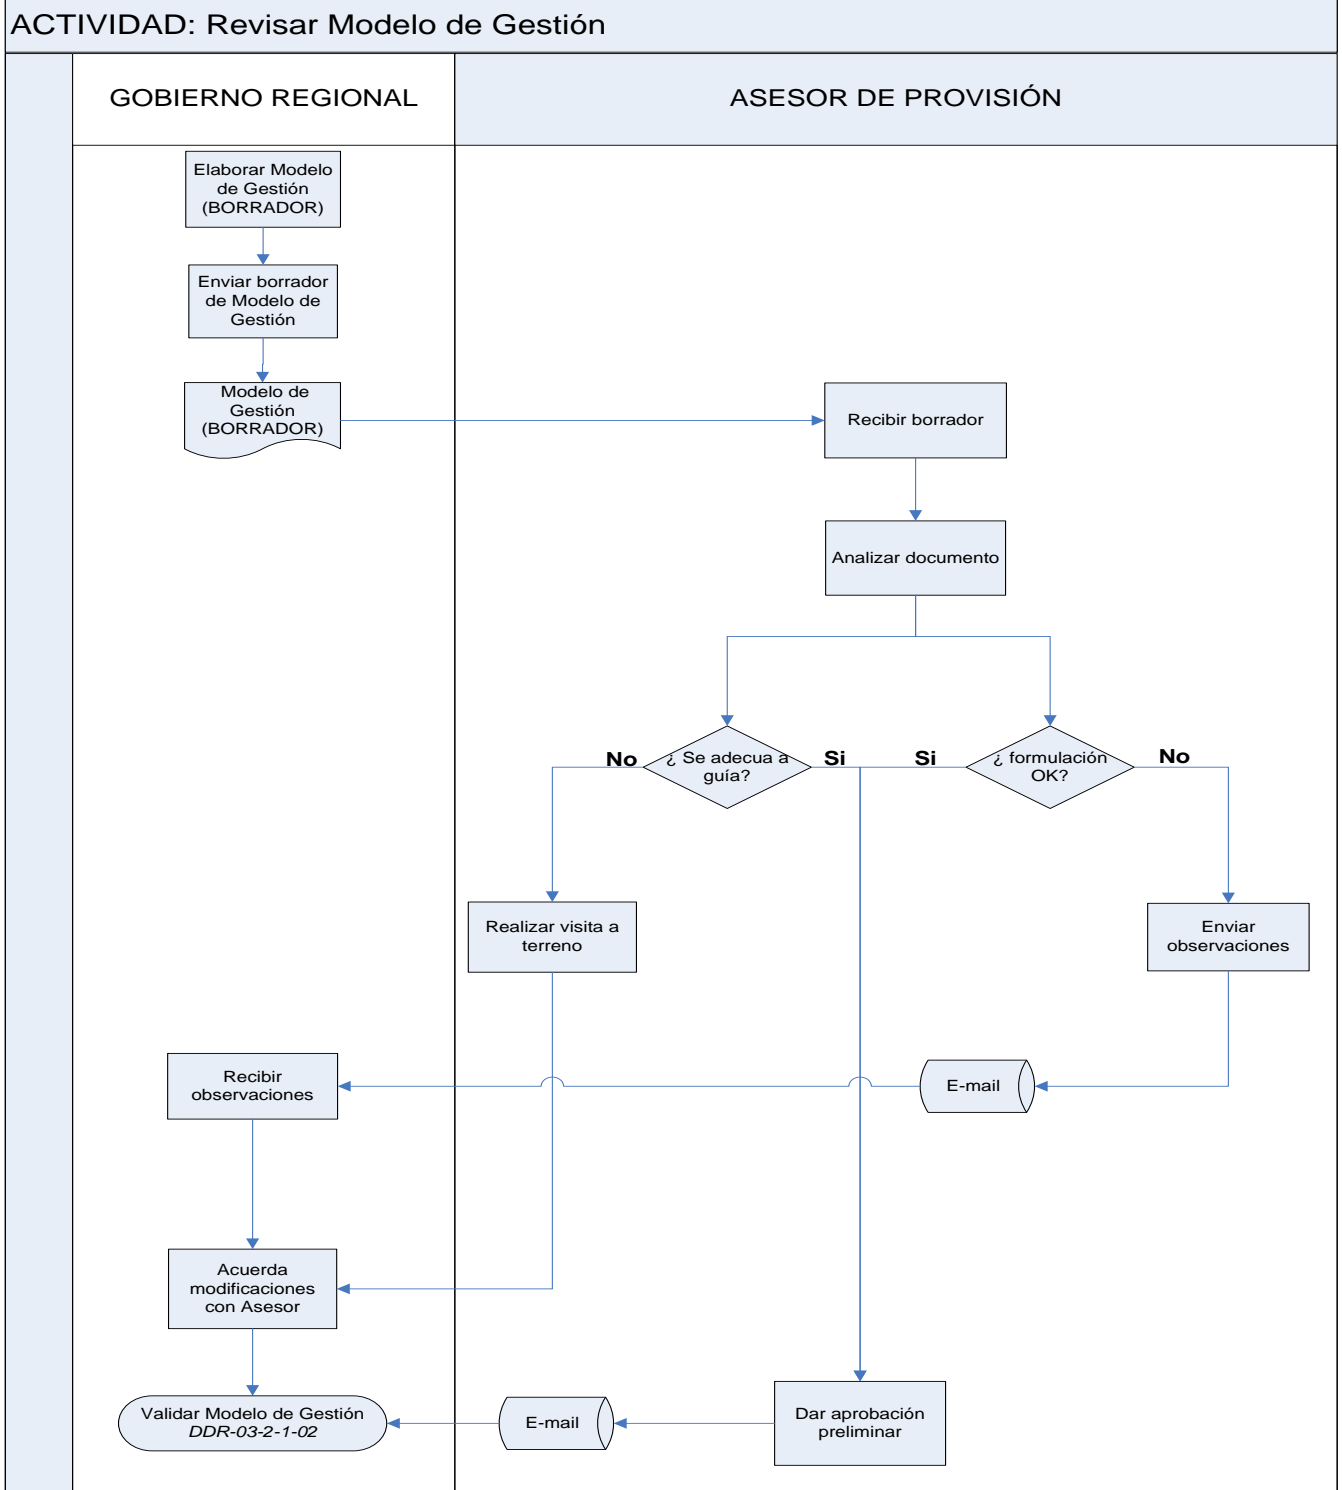 ACTIVIDAD: Revisar Modelo de Gestión
GOBIERNO REGIONAL
ASESOR DE PROVISIÓN
Elaborar Modelo
de Gestión
(BORRADOR)
Enviar borrador
de Modelo de
Gestión
Modelo de
Gestión
(BORRADOR)
Recibir borrador
Analizar documento
No
¿ Se adecua a
guía?
Si
Si
¿ formulación
OK?
No
Realizar visita a
terreno
Enviar
observaciones
Recibir
observaciones
E-mail
Acuerda
modificaciones
con Asesor
Validar Modelo de Gestión
DDR-03-2-1-02
E-mail
Dar aprobación
preliminar